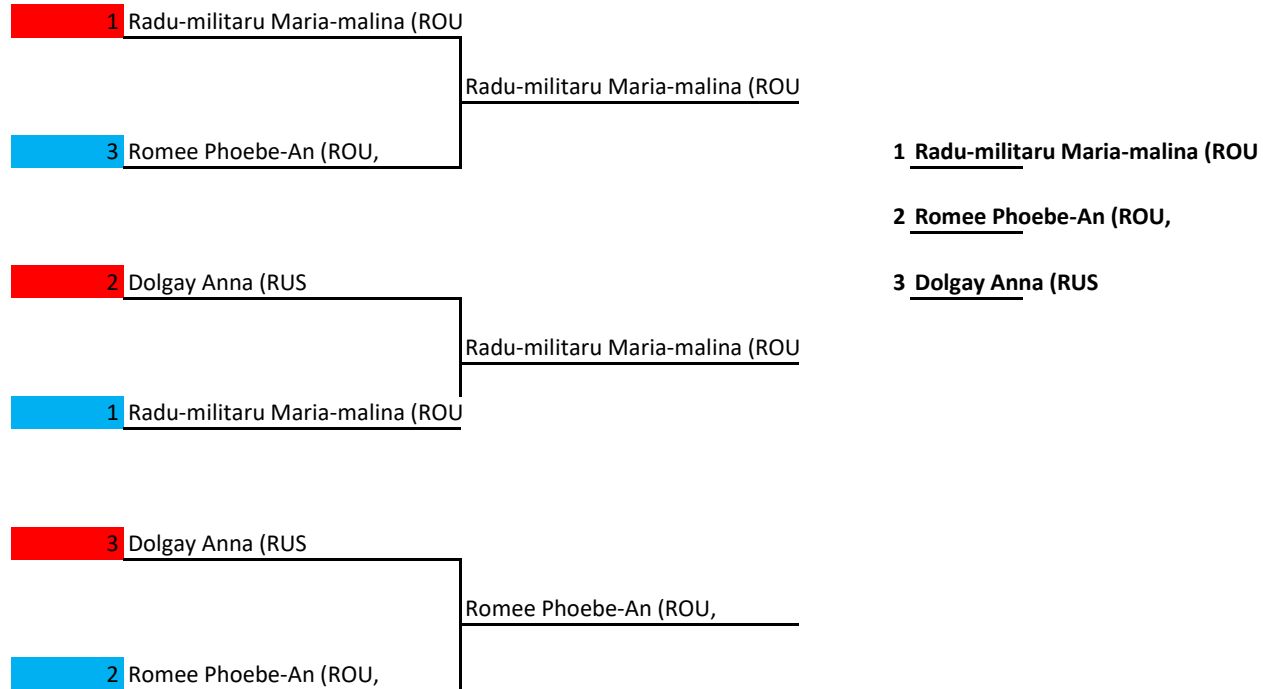 1 Radu-militaru Maria-malina (ROU
Radu-militaru Maria-malina (ROU
3 Romee Phoebe-An (ROU,
1 Radu-militaru Maria-malina (ROU
2 Romee Phoebe-An (ROU,
2 Dolgay Anna (RUS
3 Dolgay Anna (RUS
Radu-militaru Maria-malina (ROU
1 Radu-militaru Maria-malina (ROU
3 Dolgay Anna (RUS
Romee Phoebe-An (ROU,
2 Romee Phoebe-An (ROU,